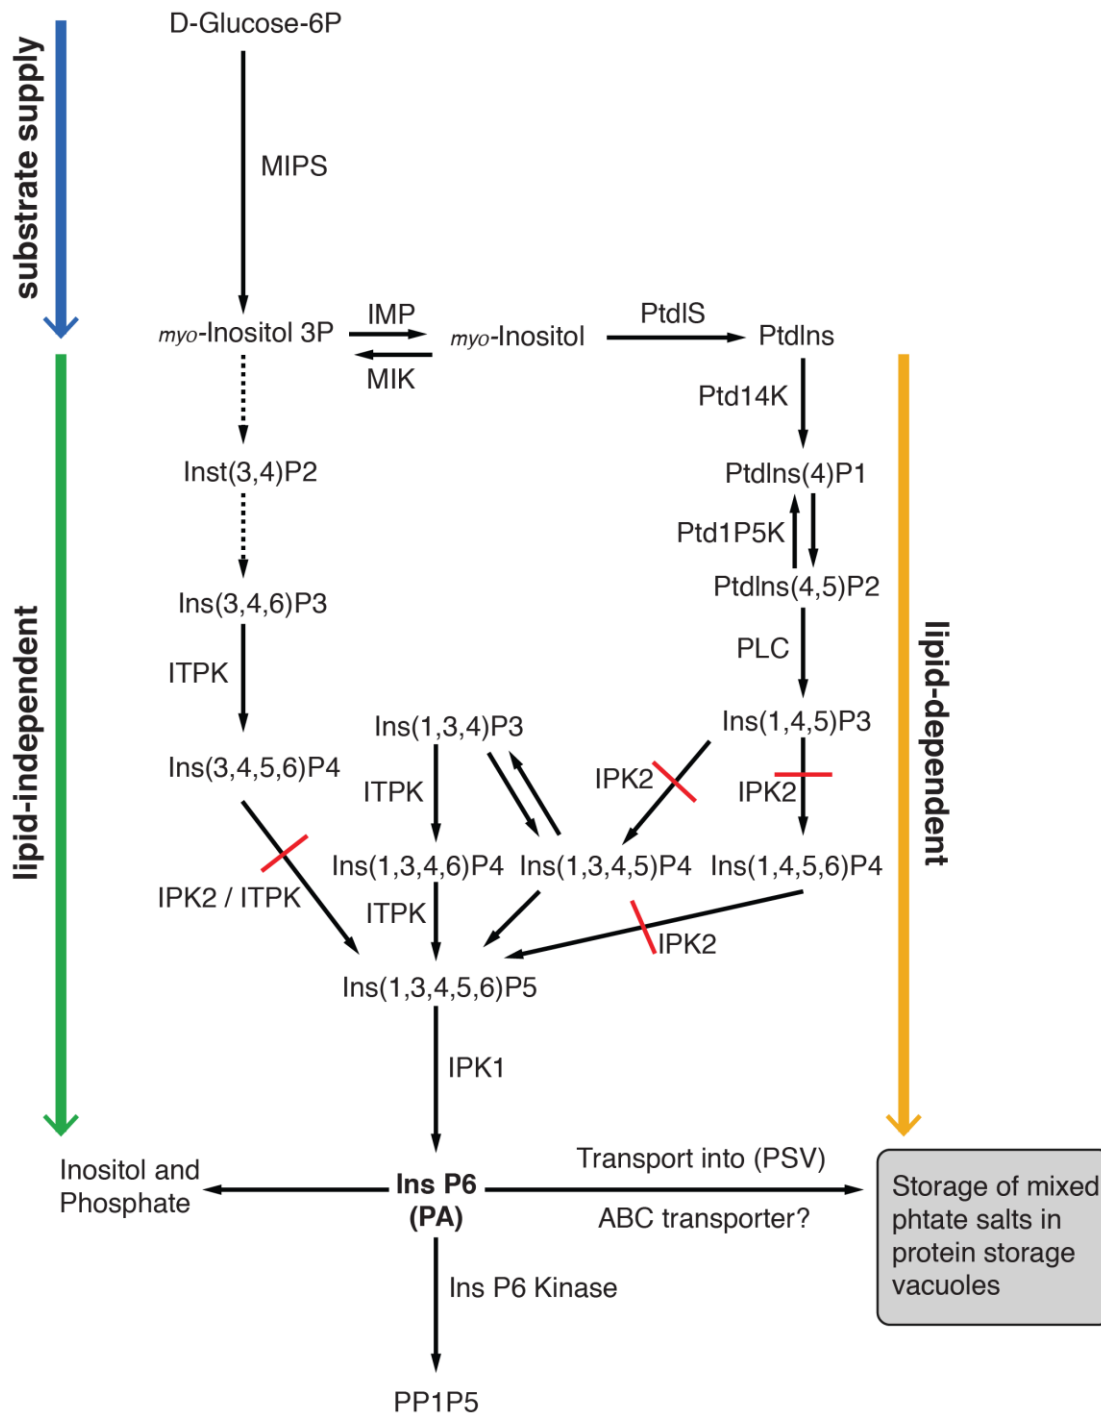 D-Glucose-6P
substrate supply
MIPS
myo-Inositol 3P
IMP
MIK
myo-Inositol
PtdIS
PtdIns
Ptd14K
Inst(3,4)P2
PtdIns(4)P1
Ptd1P5K
PtdIns(4,5)P2
Ins(3,4,6)P3
lipid-independent
lipid-dependent
ITPK
PLC
Ins(1,3,4)P3
Ins(1,4,5)P3
Ins(3,4,5,6)P4
ITPK
IPK2
IPK2
Ins(1,3,4,6)P4
Ins(1,3,4,5)P4
Ins(1,4,5,6)P4
IPK2 / ITPK
ITPK
IPK2
Ins(1,3,4,5,6)P5
IPK1
Inositol and
Phosphate
Ins P6
(PA)
Transport into (PSV)
ABC transporter?
Storage of mixed
phtate salts in
protein storage
vacuoles
Ins P6 Kinase
PP1P5